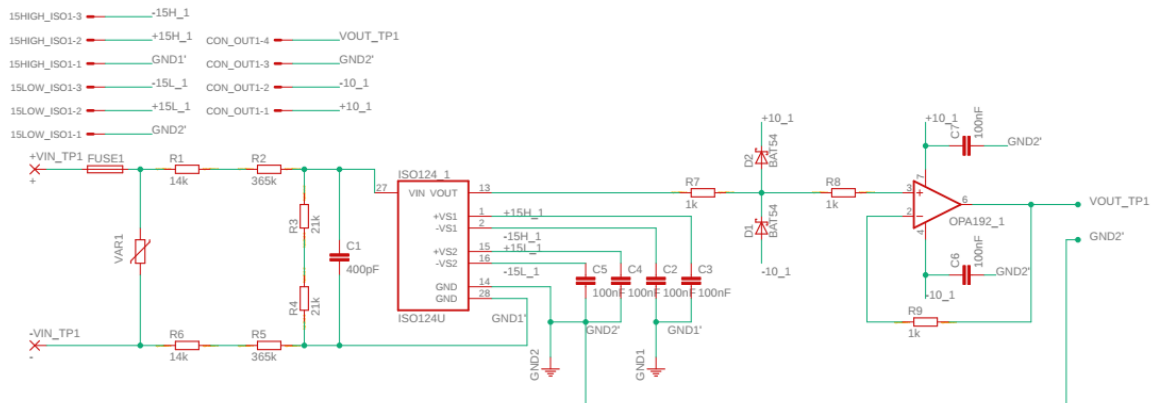 15HIGH_ISO1-3 -15H_1
15HIGH_ISO1-2 +15H_1 CON_OUT1-4 VOUT_TP1
15HIGH_ISO1-1 GND1' CON_OUT1-3 GND2'
15LOW_ISO1-3 -15L_1 CON_OUT1-2 -10_1
15LOW_ISO1-2 +15L_1 CON_OUT1-1 +10_1
15LOW_ISO1-1 GND2'
+VIN_TP1
+
FUSE1
R1
14k
R2
365k
VAR1
R3
21k
R4
21k
C1
400pF
-VIN_TP1
-
R6
14k
R5
365k
ISO124_1
27 VIN VOUT 13
+VS1 1 +15H_1
-VS1 2 -15H_1
+VS2 15 +15L_1
-VS2 16 -15L_1
GND 14
GND 28
ISO124U
GND1'
C5
100nF
C4
100nF
C2
100nF
C3
100nF
GND2'
GND1'
GND2
GND1
R7
1k
+10_1
D2
BAT54
D1
BAT54
-10_1
R8
1k
+10_1
C7
100nF
GND2'
7
3
+
2
-
6
4
OPA192_1
C6
100nF
GND2'
-10_1
R9
1k
VOUT_TP1
GND2'